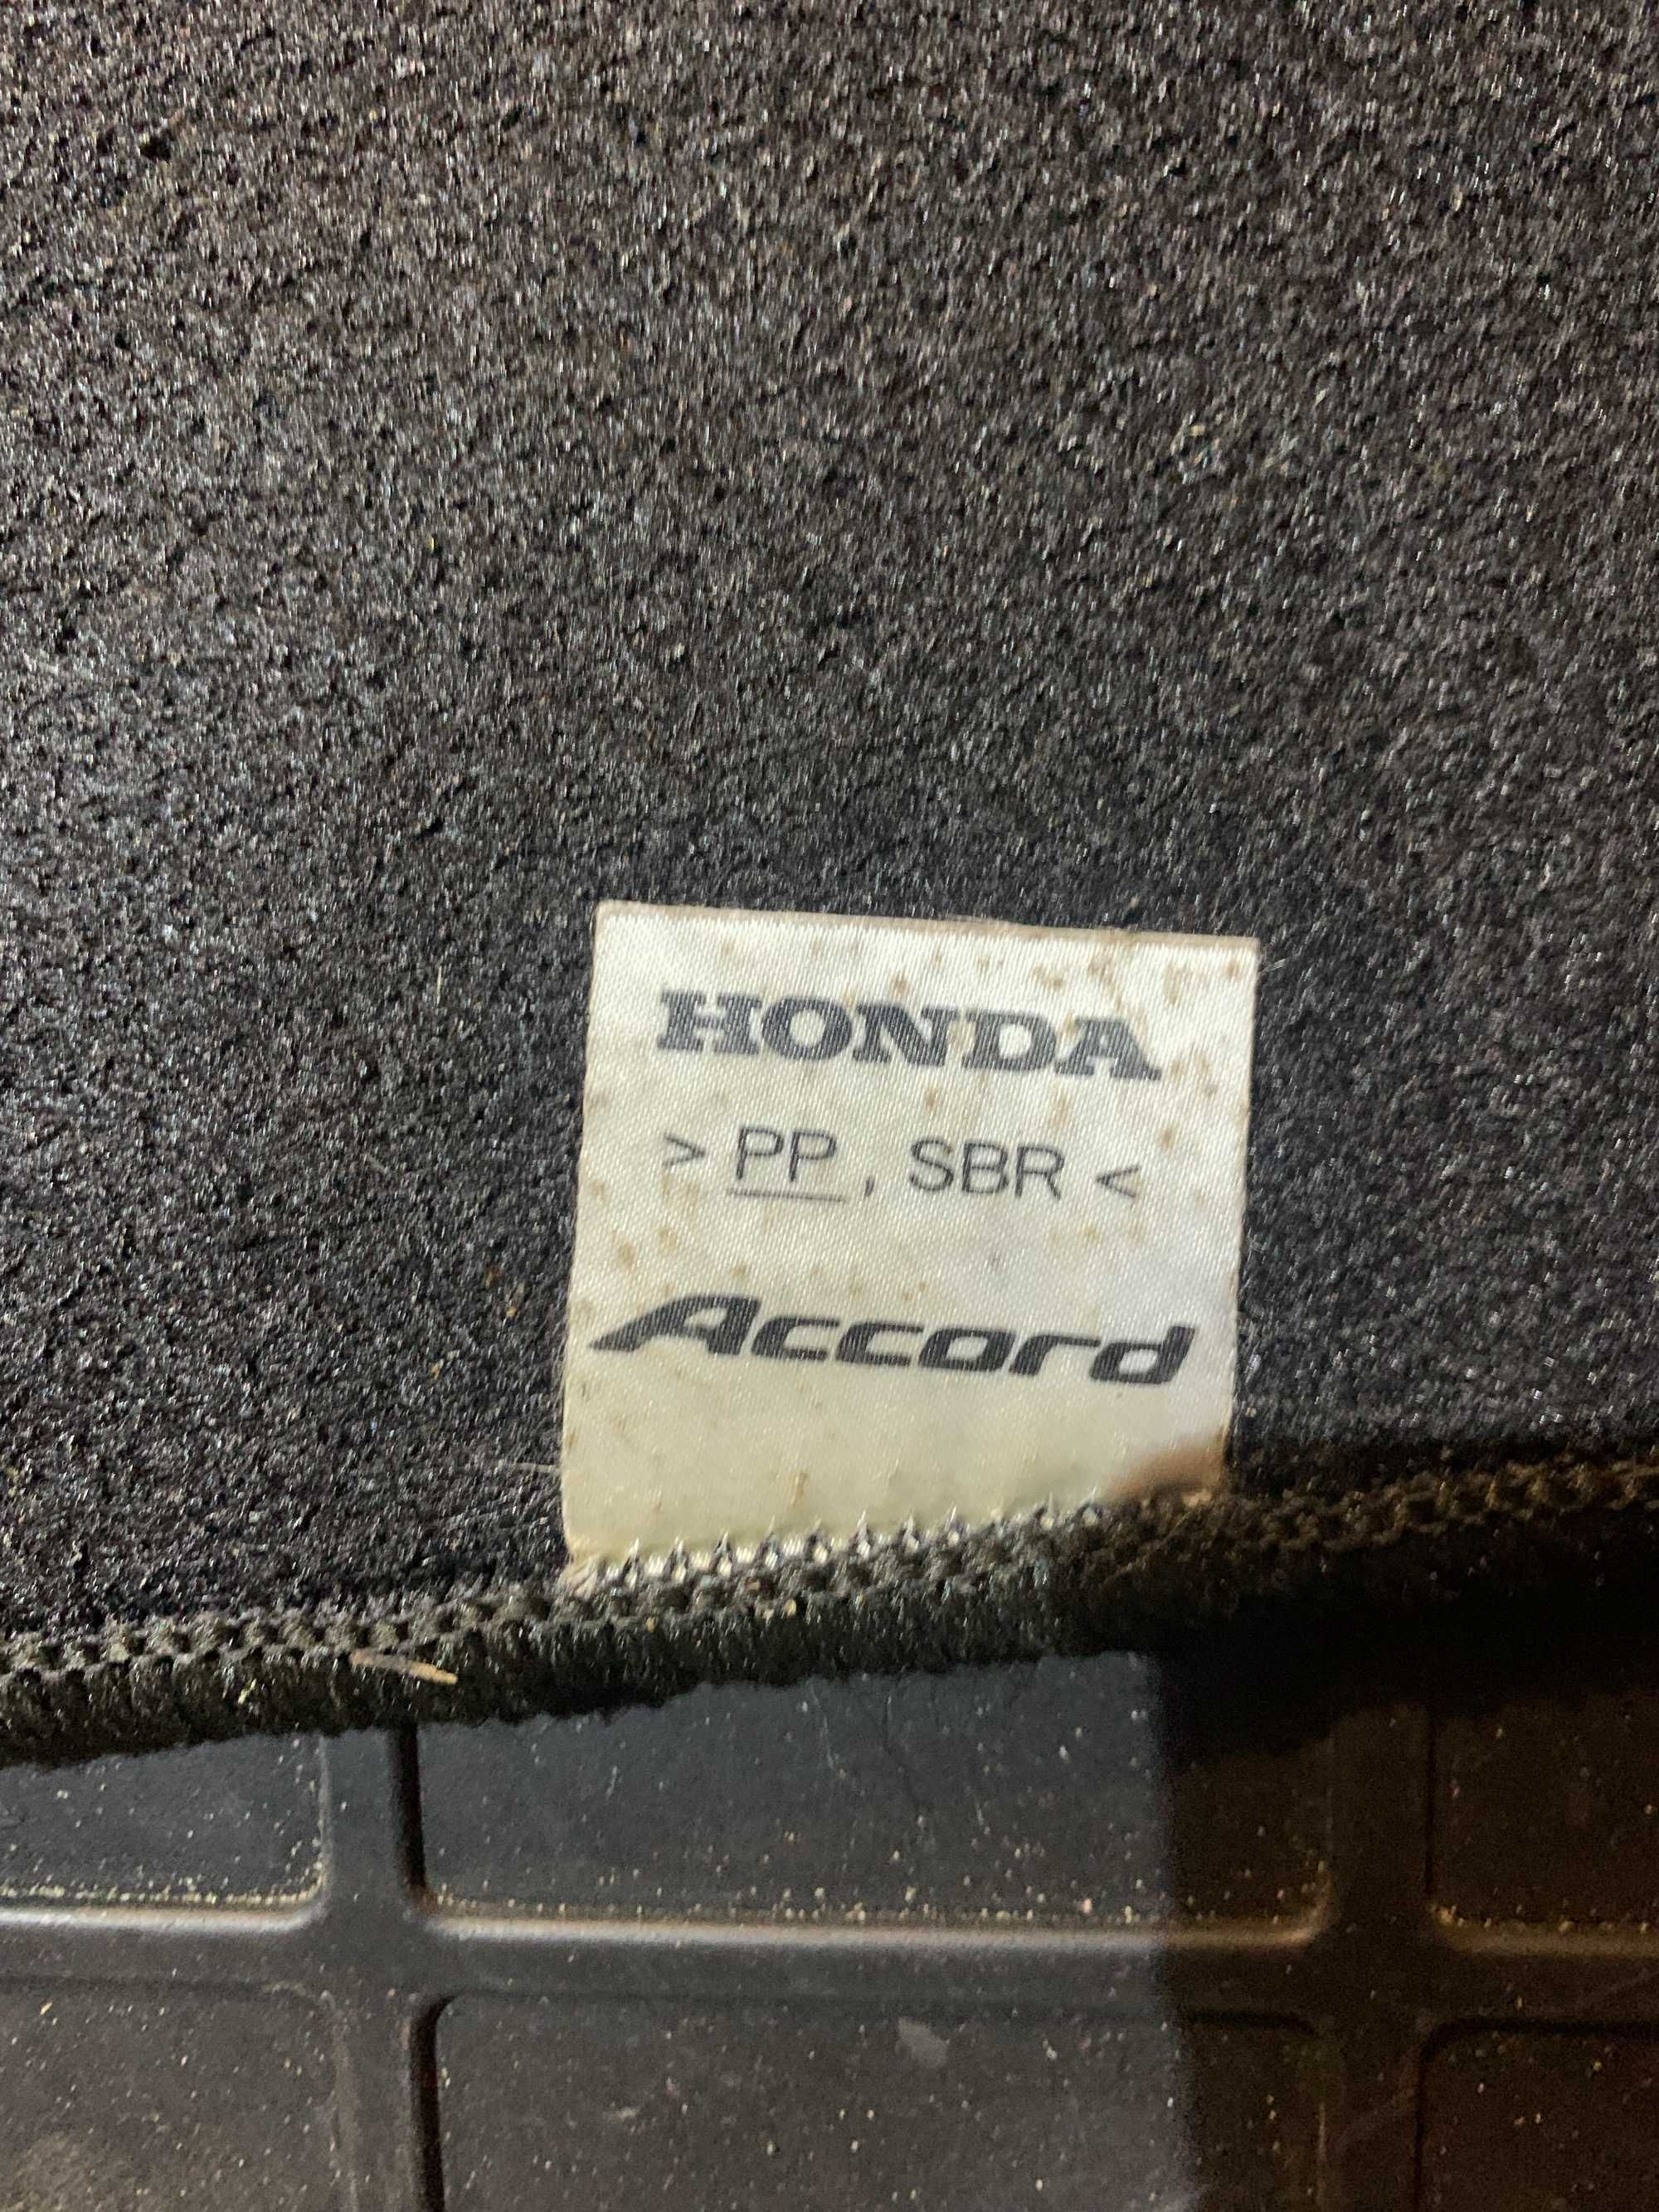 HONDA
> PP, SBR <
Accord